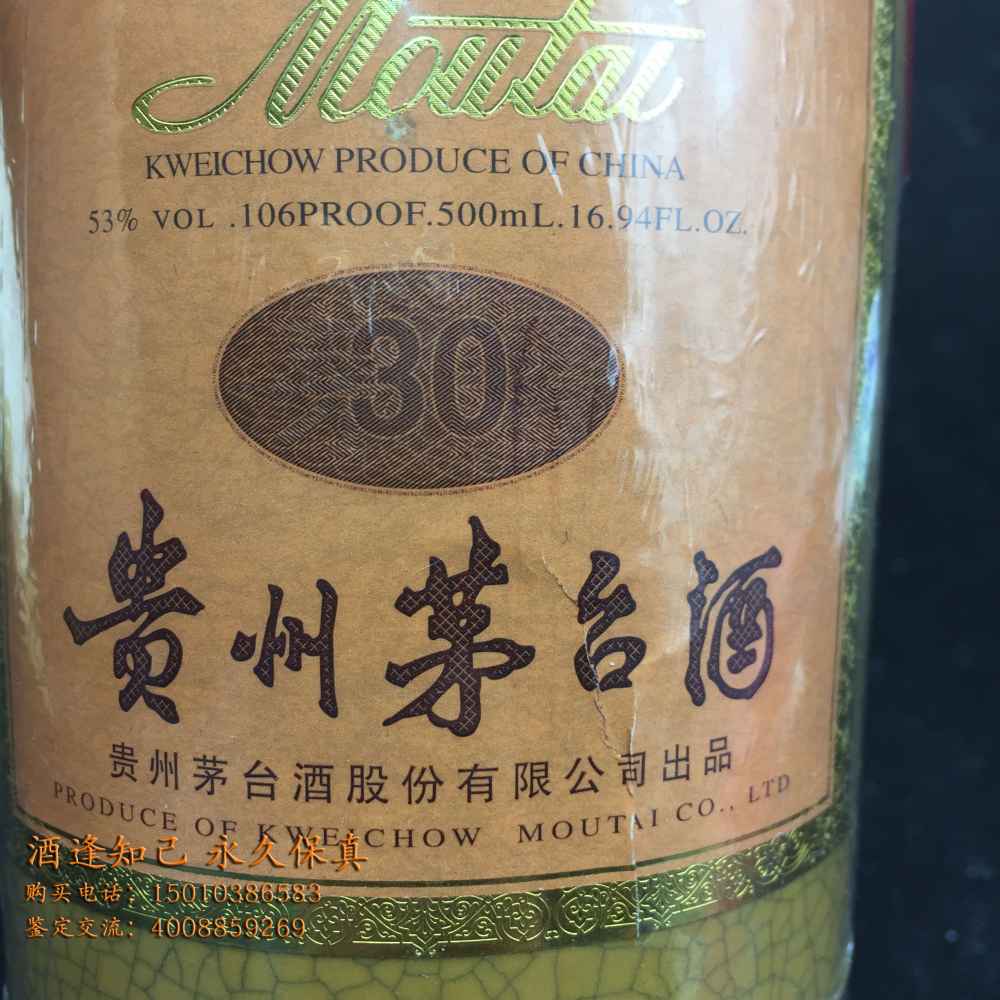 Moutai
KWEICHOW PRODUCE OF CHINA
53% VOL .106PROOF.500mL.16.94FL.OZ.
30
貴州茅台酒
贵州茅台酒股份有限公司出品
PRODUCE OF KWEICHOW MOUTAI CO., LTD
酒逢知己 永久保真
购买电话：15010386583
鉴定交流：4008859269